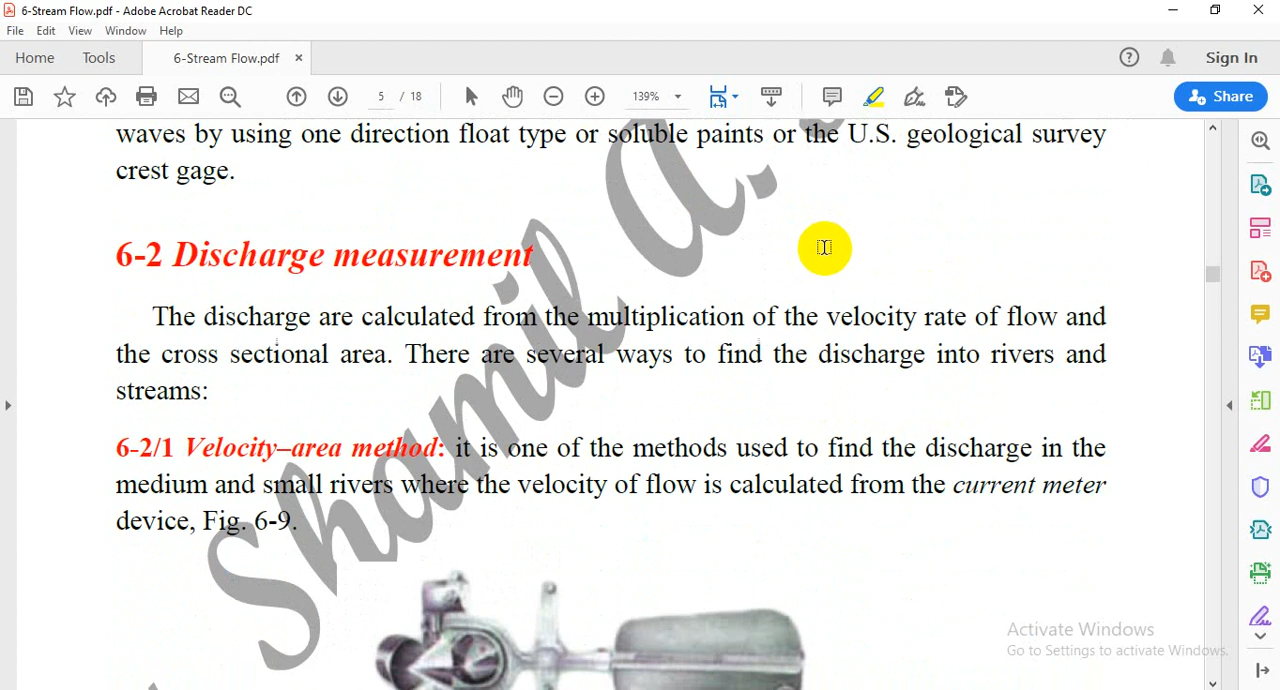 6-Stream Flow.pdf - Adobe Acrobat Reader DC
File Edit View Window Help
Home Tools 6-Stream Flow.pdf × Sign In
5 / 18 139% Share
waves by using one direction float type or soluble paints or the U.S. geological survey
crest gage.
6-2 Discharge measurement
The discharge are calculated from the multiplication of the velocity rate of flow and
the cross sectional area. There are several ways to find the discharge into rivers and
streams:
6-2/1 Velocity–area method: it is one of the methods used to find the discharge in the
medium and small rivers where the velocity of flow is calculated from the current meter
device, Fig. 6-9.
Shamil A.
Activate Windows
Go to Settings to activate Windows.